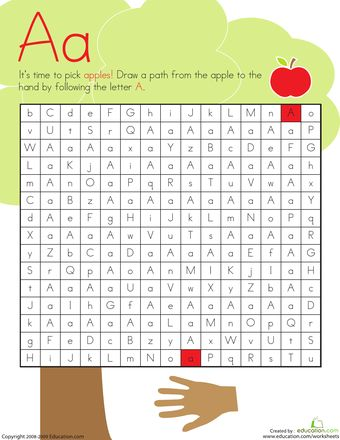 Aa
It's time to pick apples! Draw a path from the apple to the
hand by following the letter A.
b C d e F G h i J k L M n A o
v U t S r Q A a A a A a A a P
W A a A a x a Y z B c D e F G
L a K j A i A a A a A a A a h
m A n O a P q R s T u V w A x
C a B z A a A a A a A a A a Y
d A e F g H i J k L m N o P q
X a A a A w V u T s A a A a R
y Z b C a D a A a A a E f A G
S r Q p A o A n M l K j I a H
t A a A a U a V w X y Z b A c
J a I h G f A e A a A a A a D
k A a A a A a L a M n O p Q r
g F e D c B z y A x W v U t S
H i J k L m N o a P q R s T u
Copyright © 2008-2009 Education.com
Created by : education.com
www.education.com/worksheets